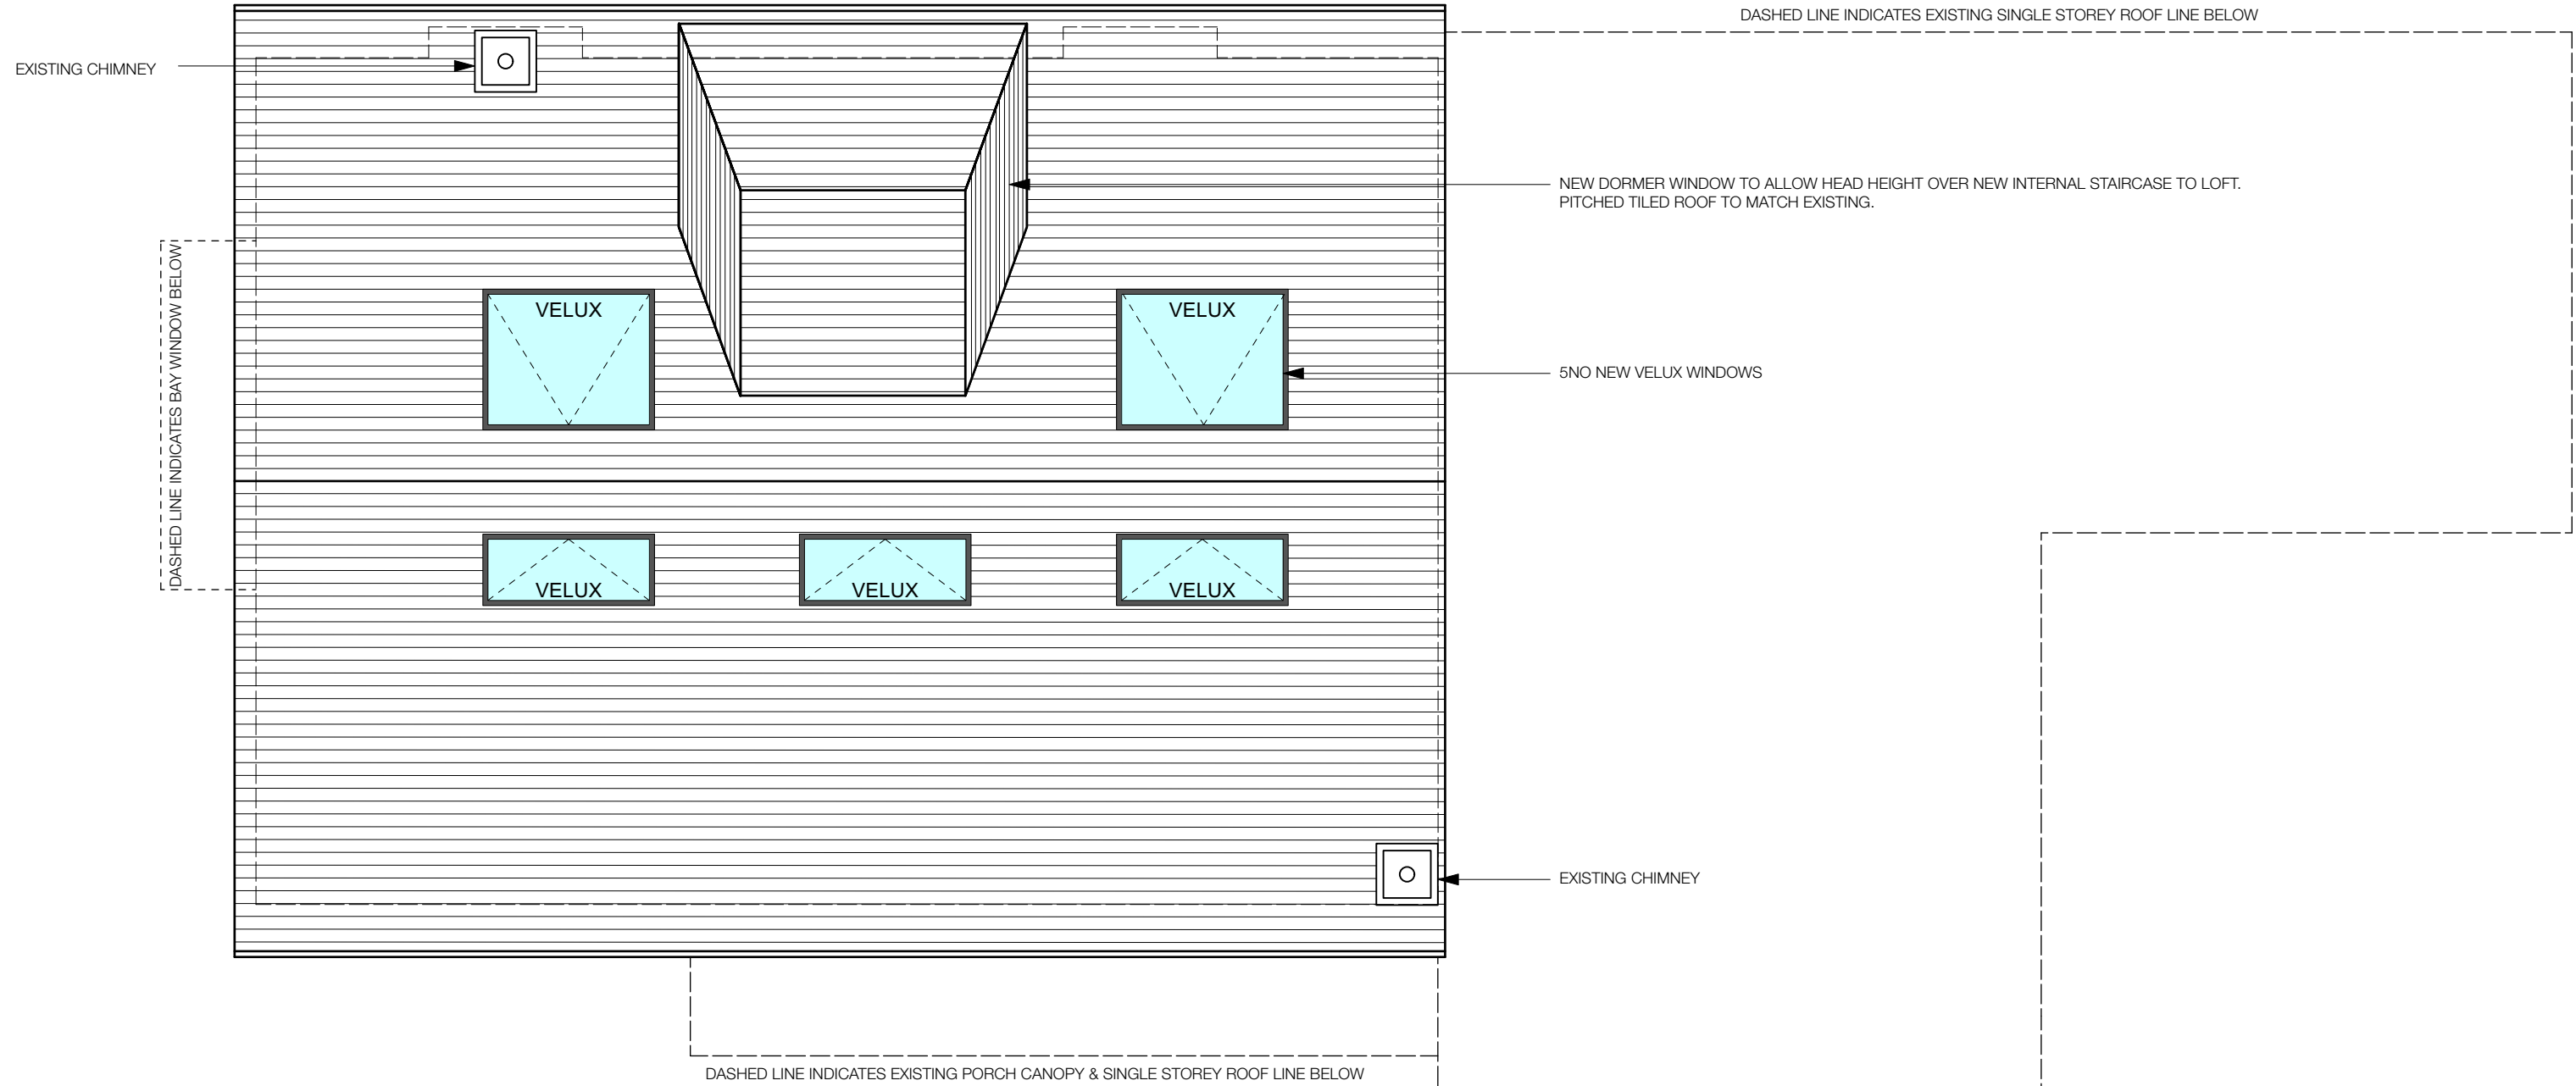 DASHED LINE INDICATES EXISTING SINGLE STOREY ROOF LINE BELOW
EXISTING CHIMNEY
NEW DORMER WINDOW TO ALLOW HEAD HEIGHT OVER NEW INTERNAL STAIRCASE TO LOFT.
PITCHED TILED ROOF TO MATCH EXISTING.
DASHED LINE INDICATES BAY WINDOW BELOW
VELUX
VELUX
5NO NEW VELUX WINDOWS
VELUX
VELUX
VELUX
EXISTING CHIMNEY
DASHED LINE INDICATES EXISTING PORCH CANOPY & SINGLE STOREY ROOF LINE BELOW